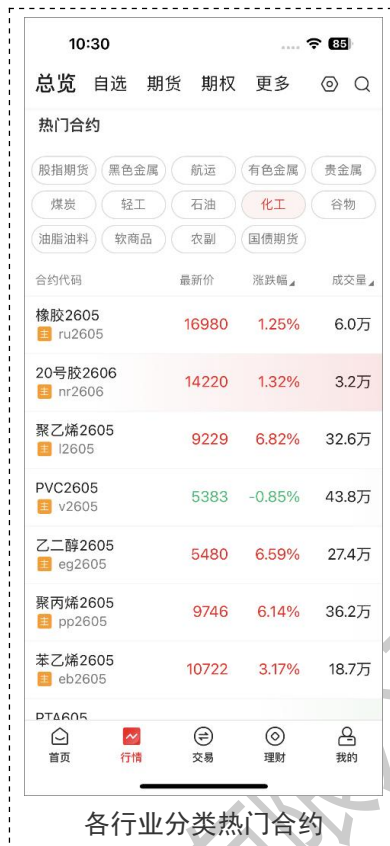 10:30
85
总览 自选 期货 期权 更多
热门合约
股指期货 黑色金属 航运 有色金属 贵金属
煤炭 轻工 石油 化工 谷物
油脂油料 软商品 农副 国债期货
合约代码 最新价 涨跌幅 成交量
橡胶2605
主 ru2605 16980 1.25% 6.0万
20号胶2606
主 nr2606 14220 1.32% 3.2万
聚乙烯2605
主 l2605 9229 6.82% 32.6万
PVC2605
主 v2605 5383 -0.85% 43.8万
乙二醇2605
主 eg2605 5480 6.59% 27.4万
聚丙烯2605
主 pp2605 9746 6.14% 36.2万
苯乙烯2605
主 eb2605 10722 3.17% 18.7万
PTA605
首页 行情 交易 理财 我的
各行业分类热门合约